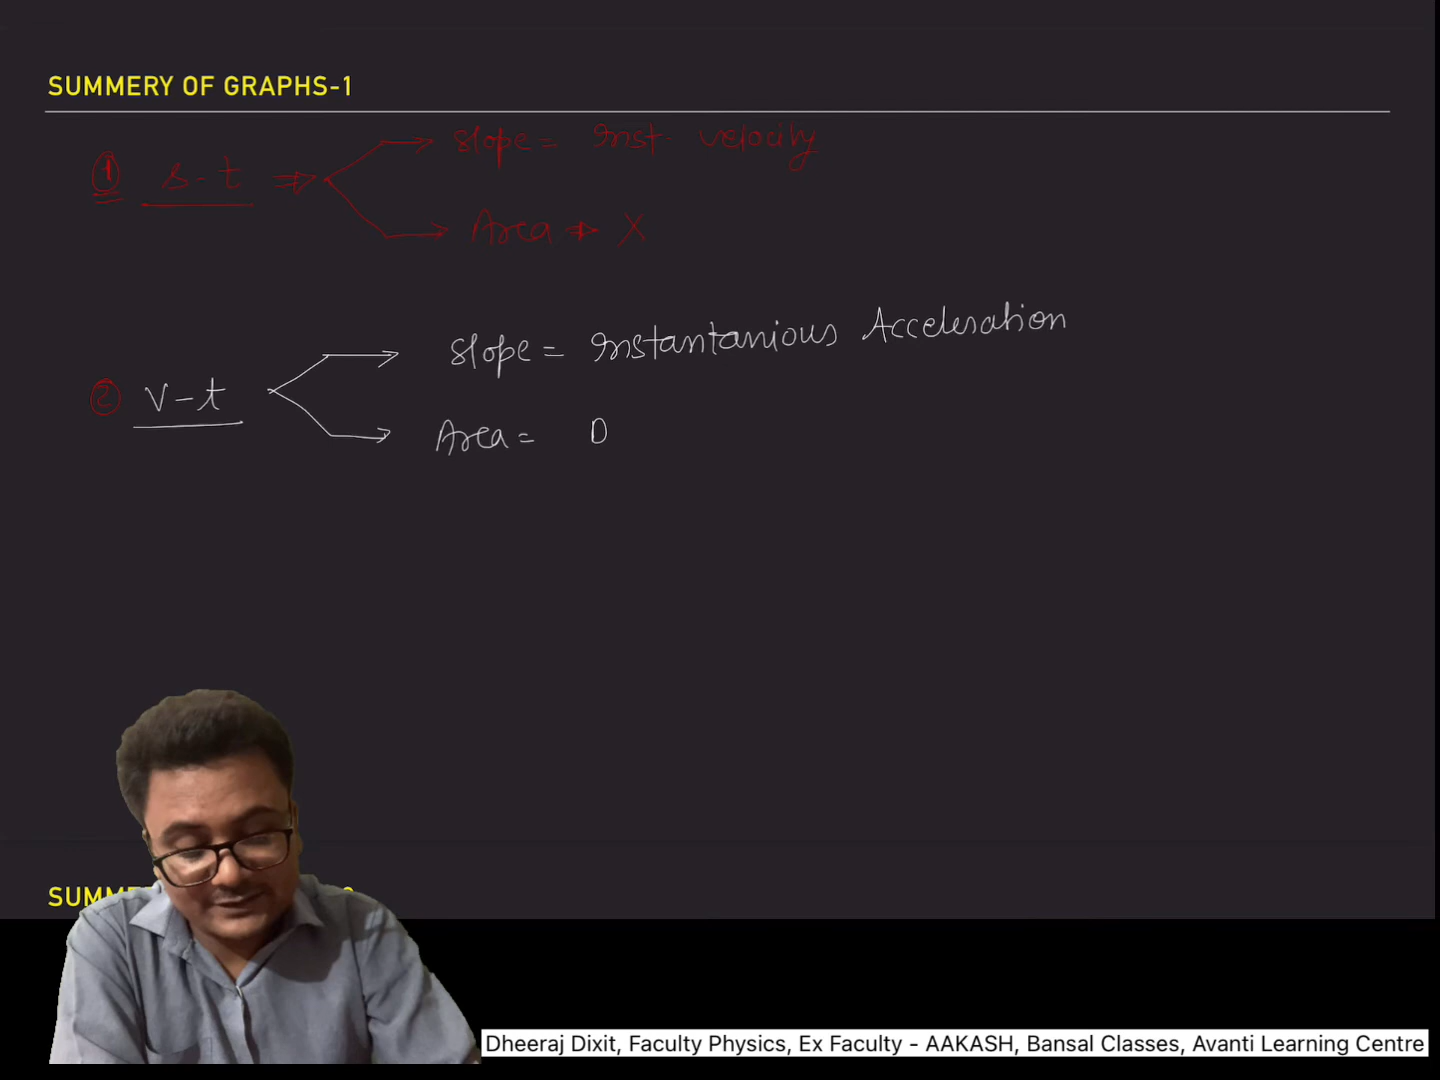 SUMMERY OF GRAPHS-1
① s-t ⇒ → Slope = Inst. velocity
→ Area ⇒ X
② v-t → Slope = Instantanious Acceleration
→ Area = D
SUMME
Dheeraj Dixit, Faculty Physics, Ex Faculty - AAKASH, Bansal Classes, Avanti Learning Centre